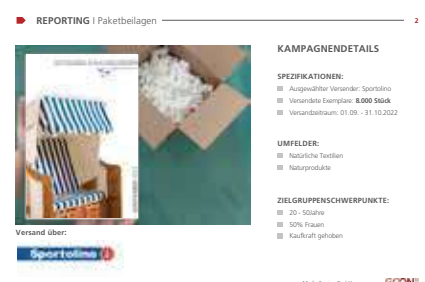 REPORTING | Paketbeilagen
2
KAMPAGNENDETAILS
SPEZIFIKATIONEN:
Ausgewählter Versender: Sportolino
Versendete Exemplare: 8.000 Stück
Versandzeitraum: 01.09. - 31.10.2022
UMFELDER:
Natürliche Textilien
Naturprodukte
ZIELGRUPPENSCHWERPUNKTE:
20 - 50Jahre
50% Frauen
Kaufkraft gehoben
Versand über:
Sportolino